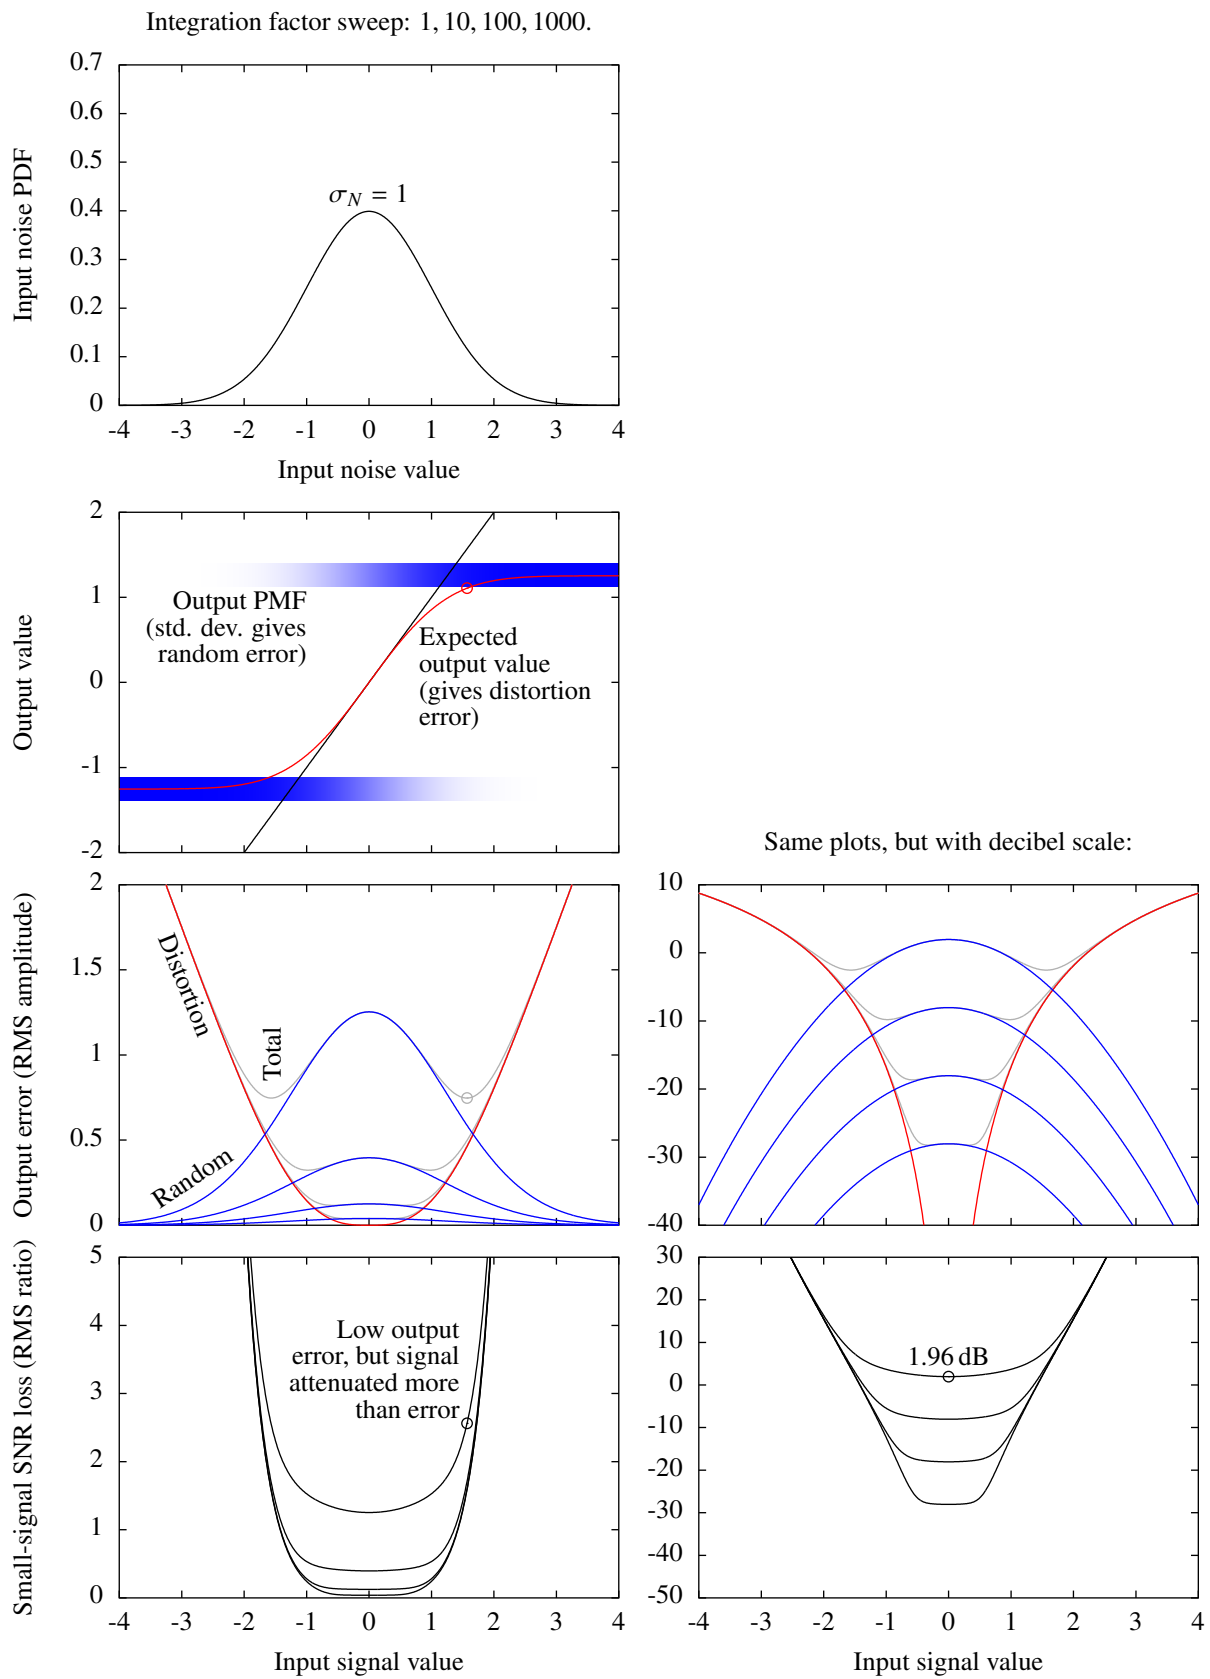 Integration factor sweep: 1, 10, 100, 1000.
0.7
0.6
0.5
0.4
0.3
0.2
0.1
0
Input noise PDF
σN = 1
-4 -3 -2 -1 0 1 2 3 4
Input noise value
2
1
0
-1
-2
Output value
Output PMF
(std. dev. gives
random error)
Expected
output value
(gives distortion
error)
Same plots, but with decibel scale:
2
1.5
1
0.5
0
Output error (RMS amplitude)
Distortion
Total
Random
10
0
-10
-20
-30
-40
5
4
3
2
1
0
Small-signal SNR loss (RMS ratio)
Low output
error, but signal
attenuated more
than error
-4 -3 -2 -1 0 1 2 3 4
Input signal value
30
20
10
0
-10
-20
-30
-40
-50
1.96 dB
-4 -3 -2 -1 0 1 2 3 4
Input signal value